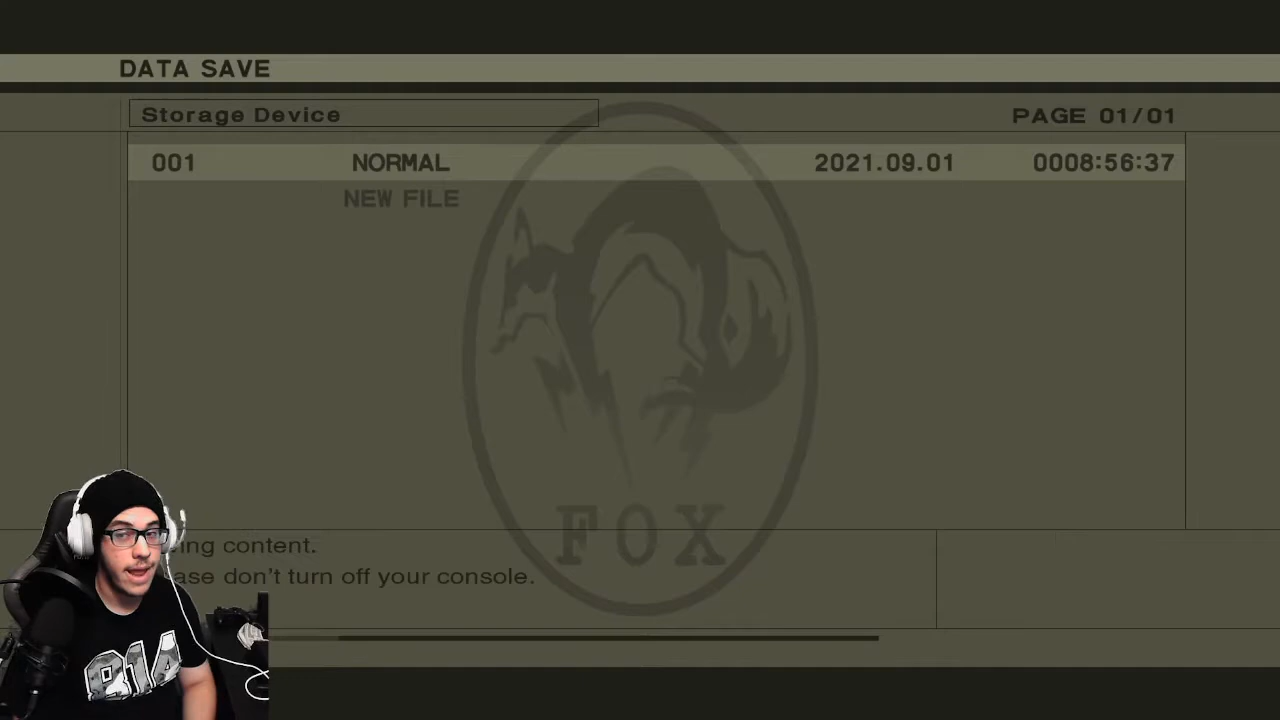 DATA SAVE
Storage Device
PAGE 01/01
001 NORMAL 2021.09.01 0008:56:37
NEW FILE
FOX
content.
don't turn off your console.